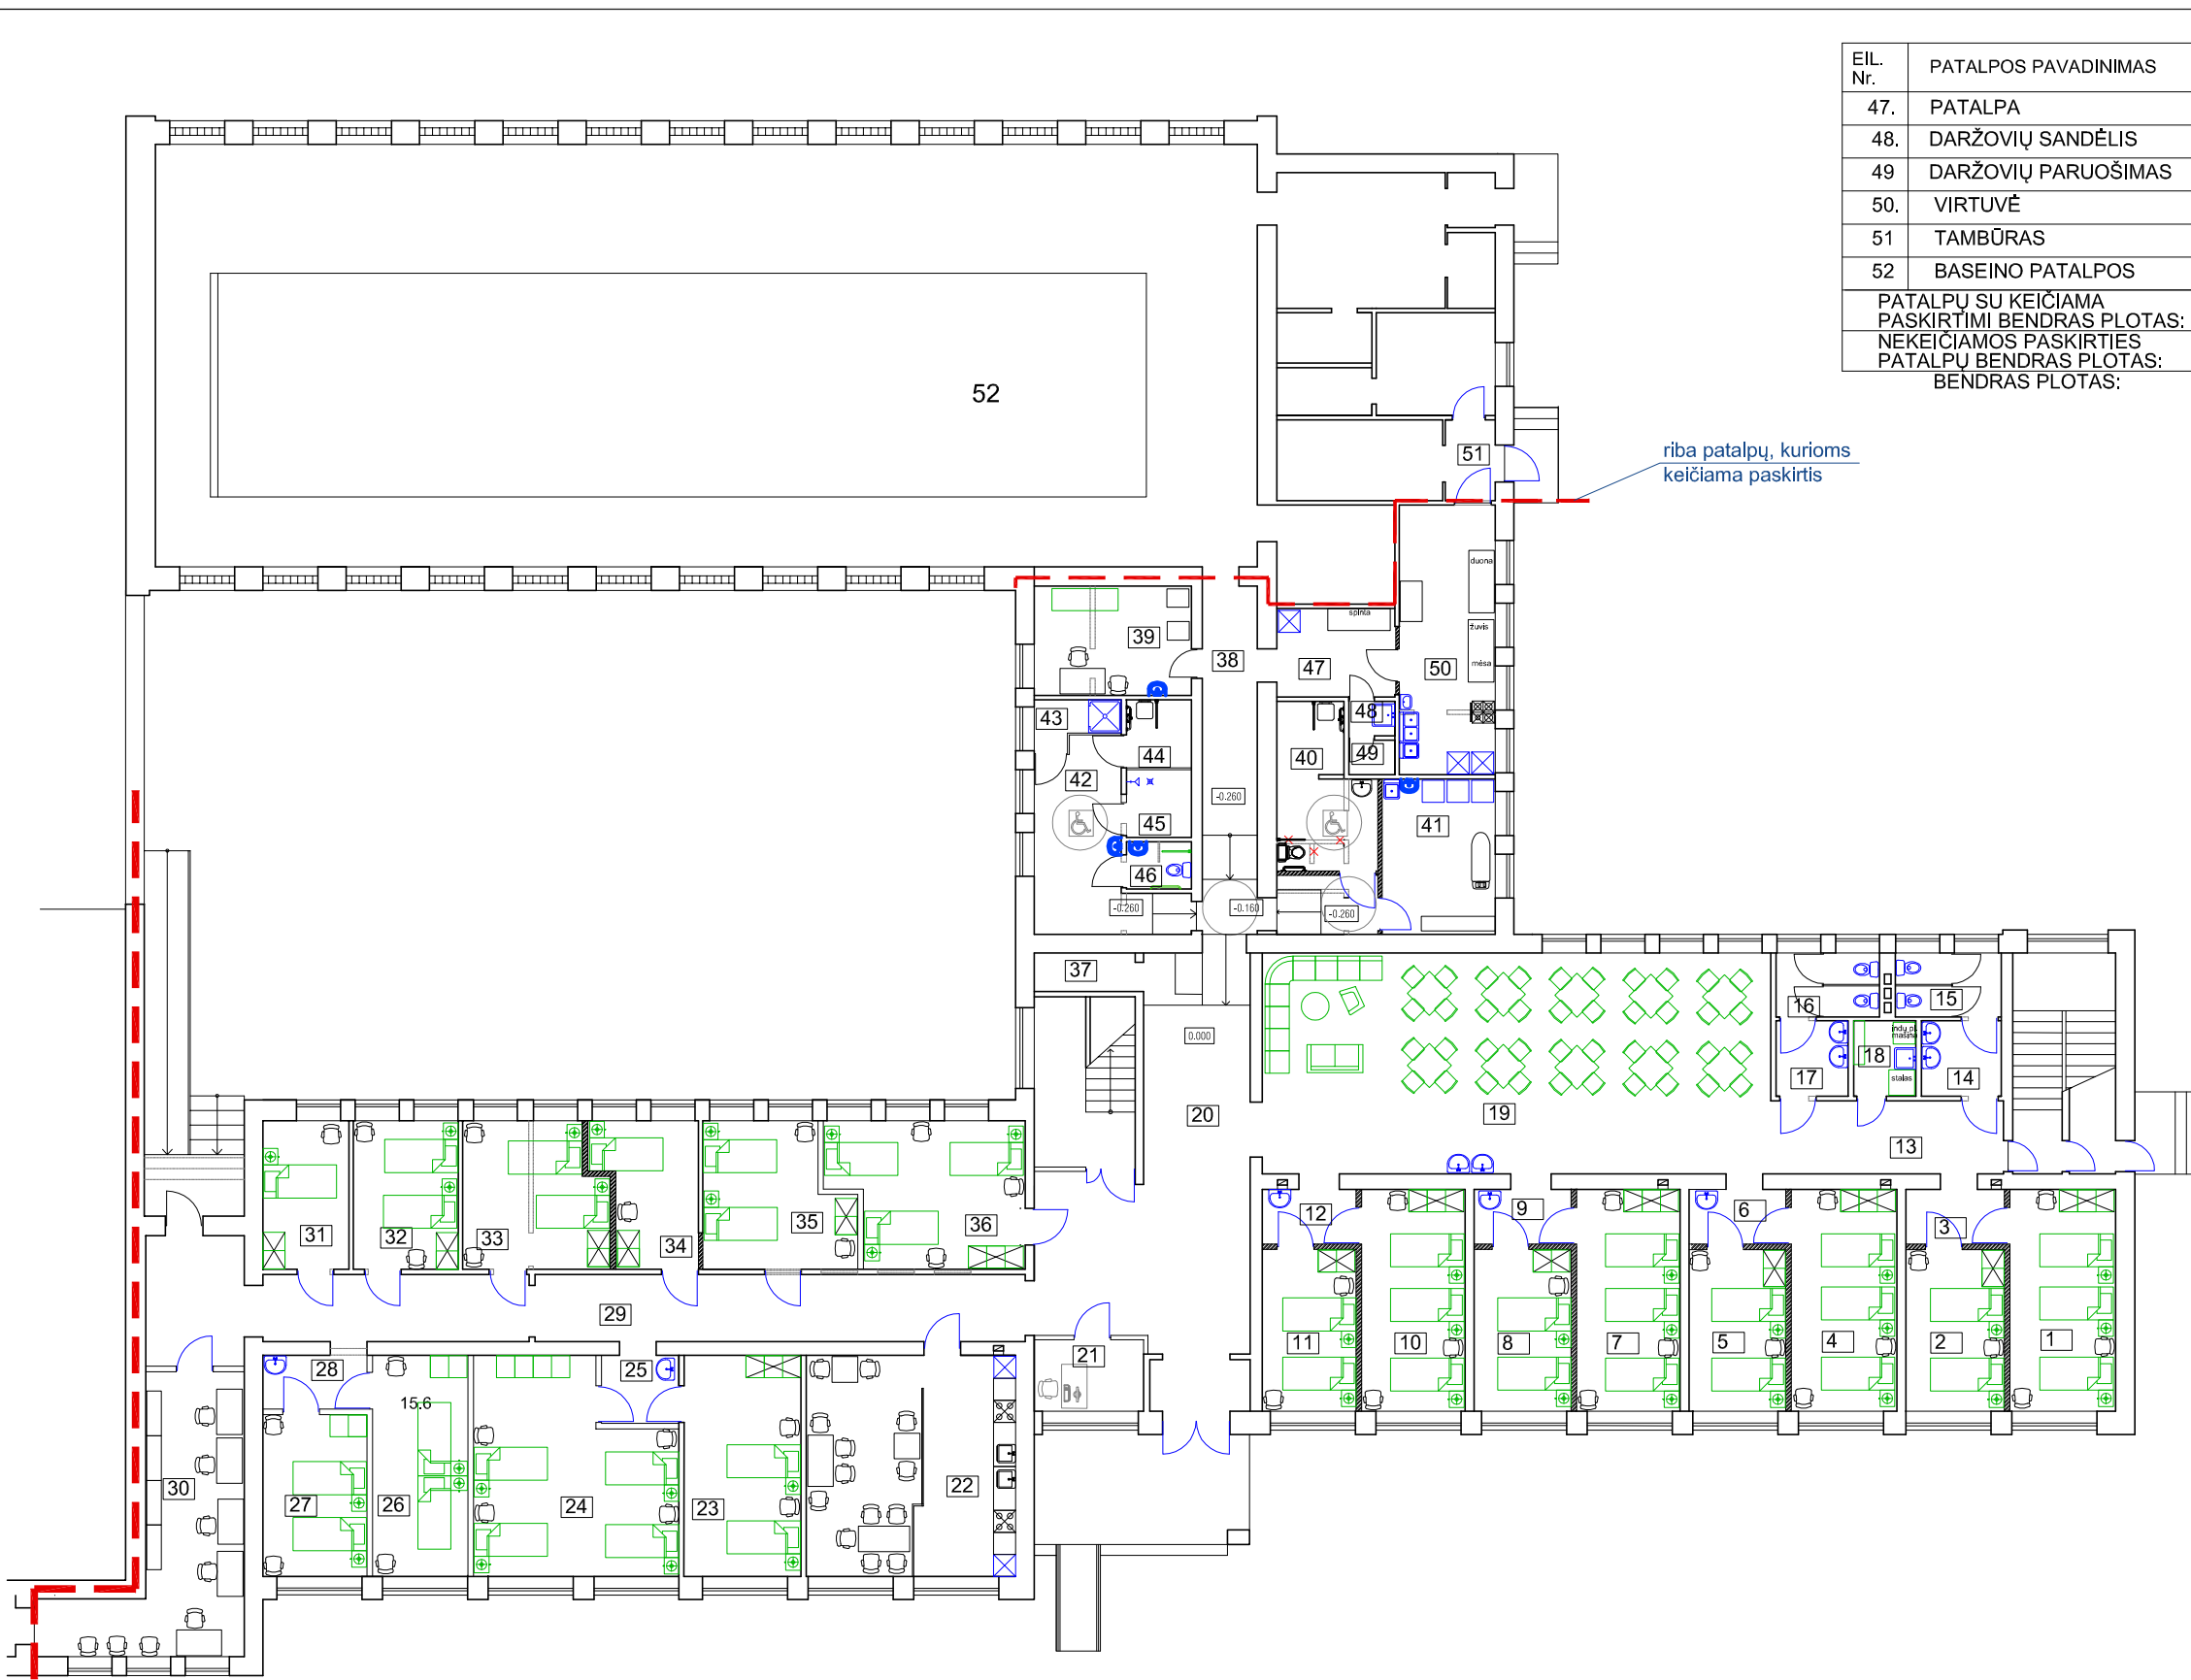 EIL. Nr. PATALPOS PAVADINIMAS
47. PATALPA
48. DARŽOVIŲ SANDĖLIS
49 DARŽOVIŲ PARUOŠIMAS
50. VIRTUVĖ
51 TAMBŪRAS
52 BASEINO PATALPOS
PATALPŲ SU KEIČIAMA
PASKIRTIMI BENDRAS PLOTAS:
NEKEIČIAMOS PASKIRTIES
PATALPŲ BENDRAS PLOTAS:
BENDRAS PLOTAS:
52
51
riba patalpų, kurioms
keičiama paskirtis
duona
spinta
žuvis
mėsa
39
38
47
50
43
48
44
49
40
42
-0.260
45
41
46
-0.260
-0.160
-0.260
37
16
15
0.000
indų pl.
mašina
18
stalas
17
14
20
19
13
31
32
33
34
35
36
12
9
6
3
29
11
10
8
7
5
4
2
1
21
28
25
15.6
30
27
26
24
23
22